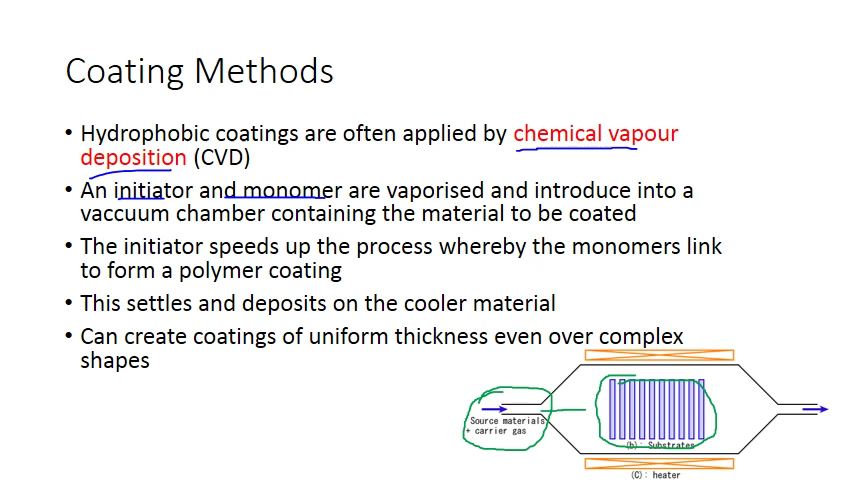 Coating Methods
• Hydrophobic coatings are often applied by chemical vapour
deposition (CVD)
• An initiator and monomer are vaporised and introduce into a
vaccuum chamber containing the material to be coated
• The initiator speeds up the process whereby the monomers link
to form a polymer coating
• This settles and deposits on the cooler material
• Can create coatings of uniform thickness even over complex
shapes
Source materials
+ carrier gas
(b): Substrates
(C): heater